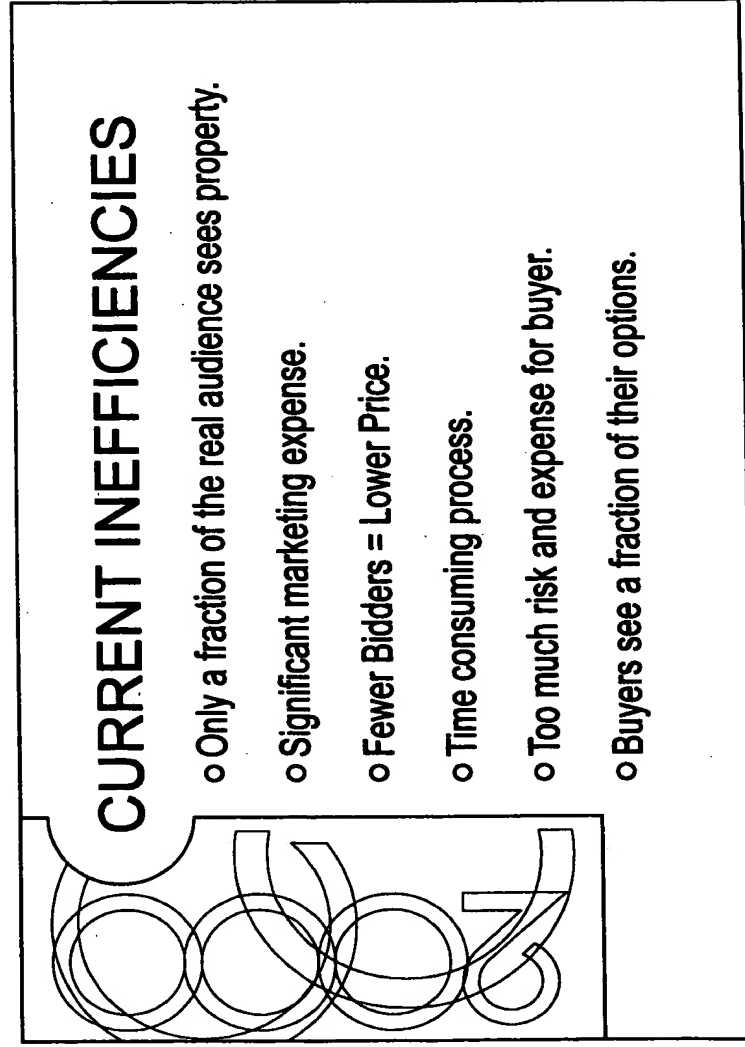 CURRENT INEFFICIENCIES
o Only a fraction of the real audience sees property.
o Significant marketing expense.
o Fewer Bidders = Lower Price.
o Time consuming process.
o Too much risk and expense for buyer.
o Buyers see a fraction of their options.